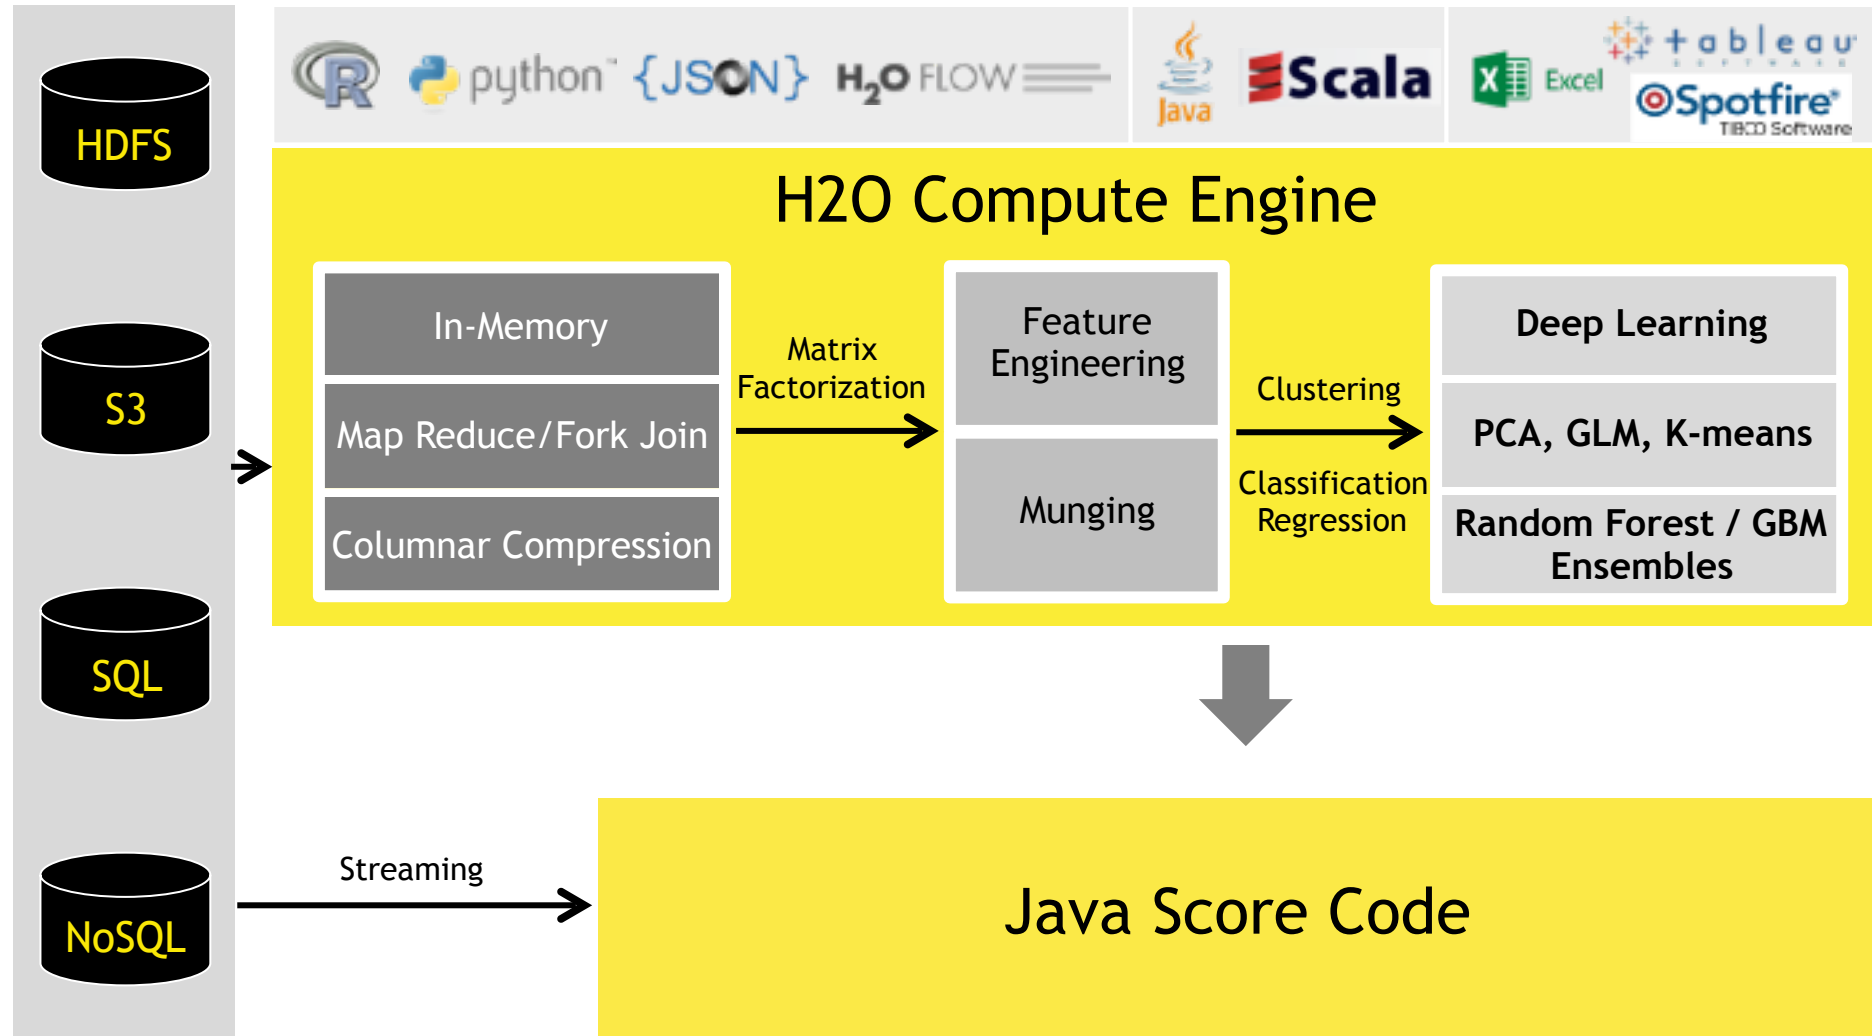 HDFS
S3
SQL
NoSQL
R
python™
{JSON}
H2O FLOW
Java
Scala
X Excel
+ a b l e a u
S O F T W A R E
Spotfire®
TIBCO Software
H2O Compute Engine
In-Memory
Map Reduce/Fork Join
Columnar Compression
Matrix
Factorization
Feature
Engineering
Munging
Clustering
Classification
Regression
Deep Learning
PCA, GLM, K-means
Random Forest / GBM
Ensembles
Streaming
Java Score Code